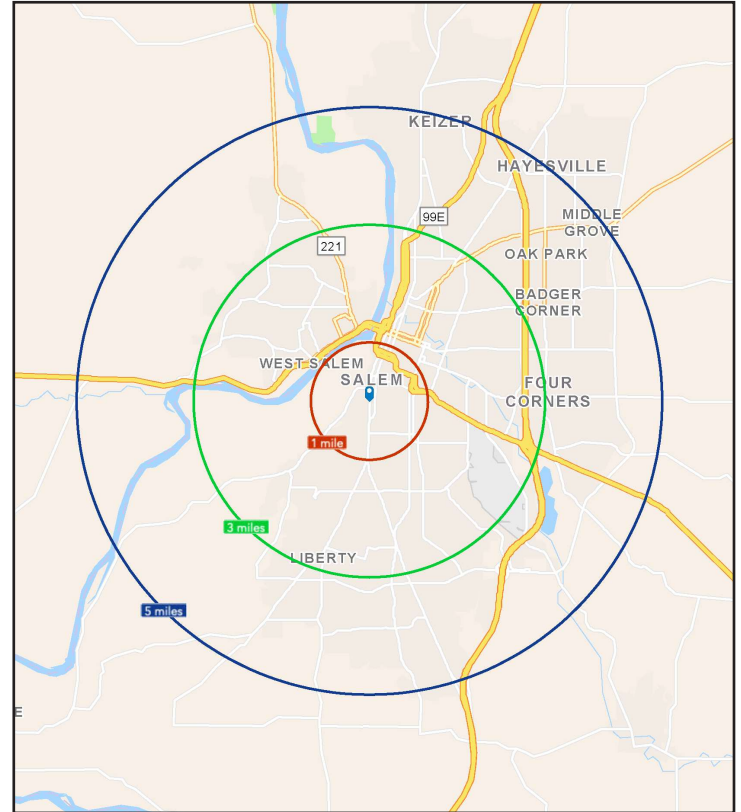 KEIZER
HAYESVILLE
99E
MIDDLE
GROVE
221
OAK PARK
BADGER
CORNER
WEST SALEM
SALEM
FOUR
CORNERS
1 mile
3 miles
LIBERTY
5 miles
E